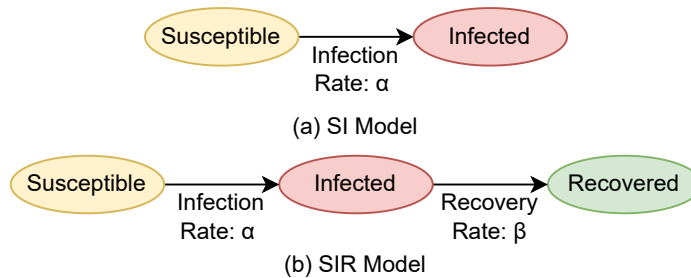 Susceptible
Infected
Infection
Rate: α
(a) SI Model
Susceptible
Infected
Recovered
Infection
Rate: α
Recovery
Rate: β
(b) SIR Model